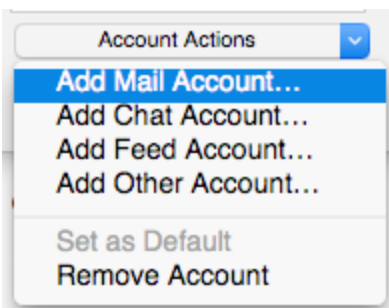 Account Actions
Add Mail Account...
Add Chat Account...
Add Feed Account...
Add Other Account...
Set as Default
Remove Account